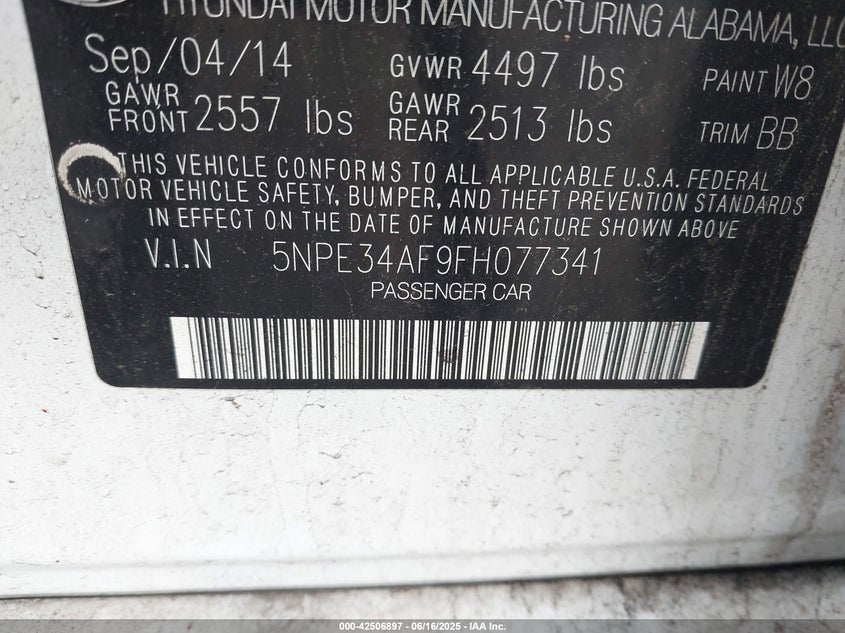 HYUNDAI MOTOR MANUFACTURING ALABAMA, LLC
Sep/04/14 GVWR 4497 lbs PAINT W8
GAWR FRONT 2557 lbs GAWR REAR 2513 lbs TRIM BB
THIS VEHICLE CONFORMS TO ALL APPLICABLE U.S.A. FEDERAL
MOTOR VEHICLE SAFETY, BUMPER, AND THEFT PREVENTION STANDARDS
IN EFFECT ON THE DATE OF MANUFACTURE SHOWN ABOVE
V.I.N 5NPE34AF9FH077341
PASSENGER CAR
000-42506897 - 06/16/2025 - IAA Inc.